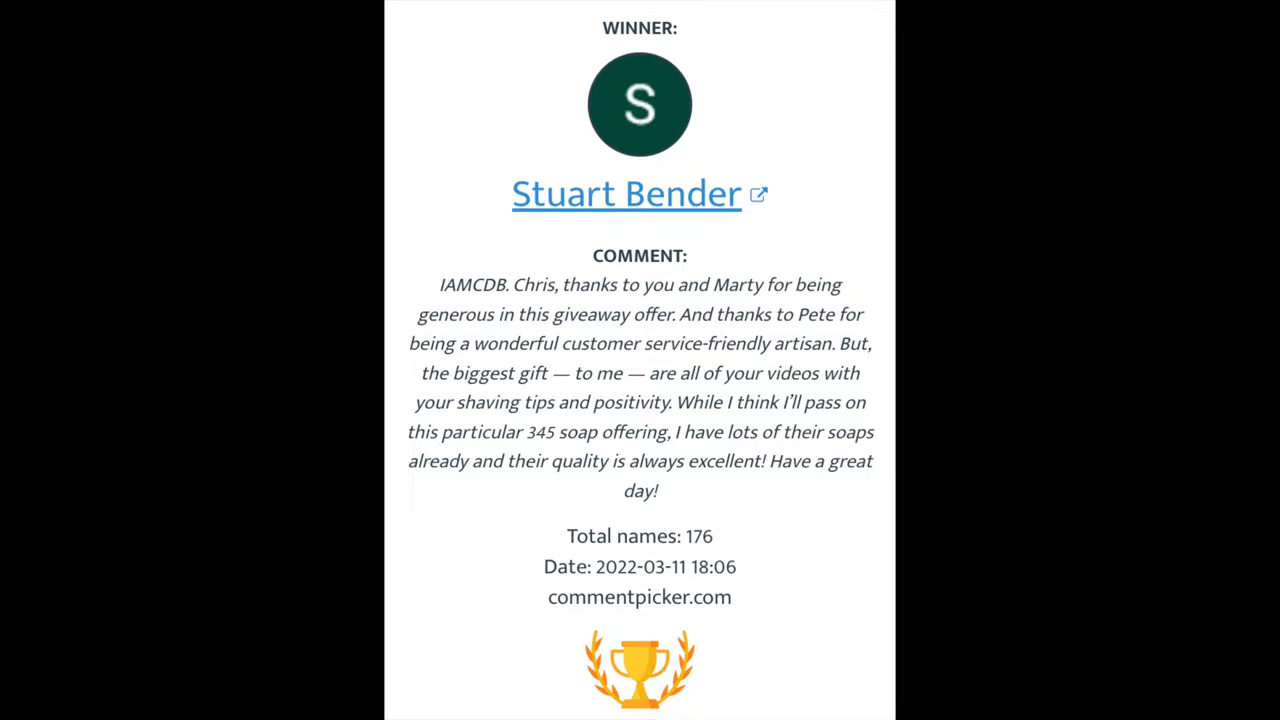 WINNER:
S
Stuart Bender
COMMENT:
IAMCDB. Chris, thanks to you and Marty for being
generous in this giveaway offer. And thanks to Pete for
being a wonderful customer service-friendly artisan. But,
the biggest gift — to me — are all of your videos with
your shaving tips and positivity. While I think I’ll pass on
this particular 345 soap offering, I have lots of their soaps
already and their quality is always excellent! Have a great
day!
Total names: 176
Date: 2022-03-11 18:06
commentpicker.com